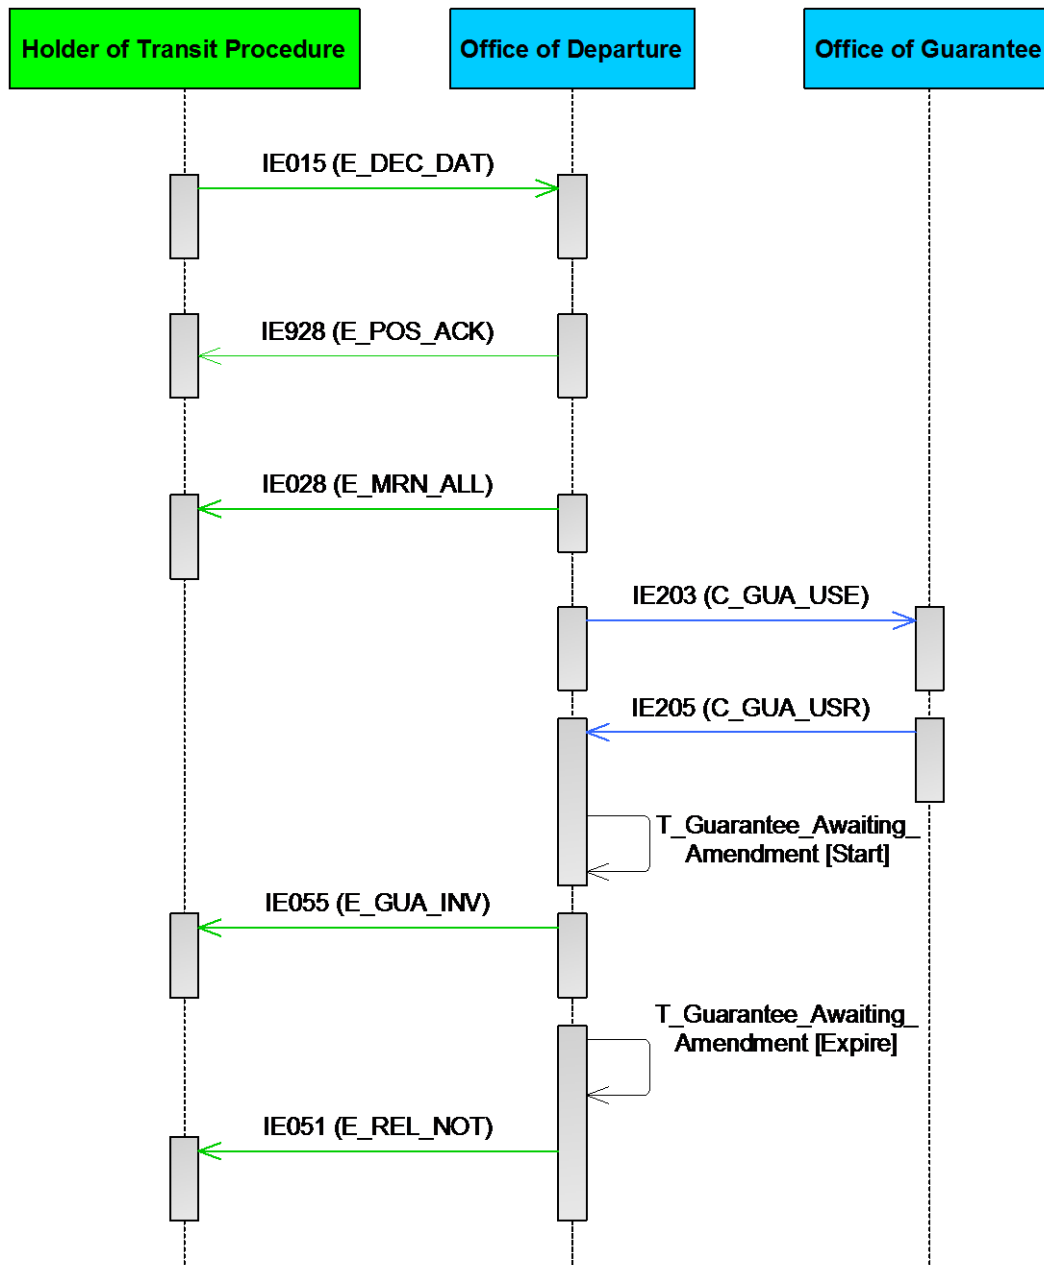 Holder of Transit Procedure
Office of Departure
Office of Guarantee
IE015 (E_DEC_DAT)
IE928 (E_POS_ACK)
IE028 (E_MRN_ALL)
IE203 (C_GUA_USE)
IE205 (C_GUA_USR)
T_Guarantee_Awaiting_
Amendment [Start]
IE055 (E_GUA_INV)
T_Guarantee_Awaiting_
Amendment [Expire]
IE051 (E_REL_NOT)